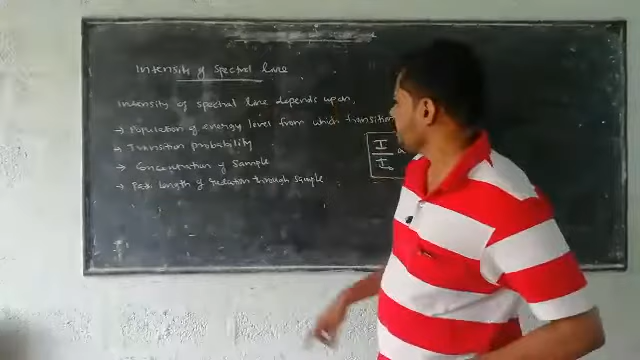 Intensity of spectral line
Intensity of spectral line depends upon,
→ Population of energy level from which transition
→ Transition probability
→ Concentration of sample
→ Path length of through sample
I
I₀